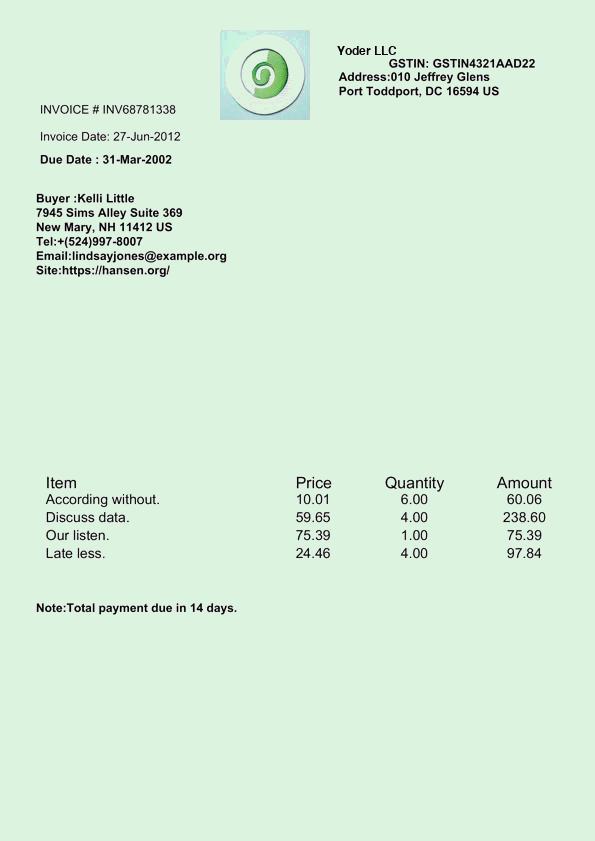 Yoder LLC
GSTIN: GSTIN4321AAD22
Address:010 Jeffrey Glens
Port Toddport, DC 16594 US
INVOICE # INV68781338
Invoice Date: 27-Jun-2012
Due Date : 31-Mar-2002
Buyer :Kelli Little
7945 Sims Alley Suite 369
New Mary, NH 11412 US
Tel:+(524)997-8007
Email:lindsayjones@example.org
Site:https://hansen.org/
Item Price Quantity Amount
According without. 10.01 6.00 60.06
Discuss data. 59.65 4.00 238.60
Our listen. 75.39 1.00 75.39
Late less. 24.46 4.00 97.84
Note:Total payment due in 14 days.